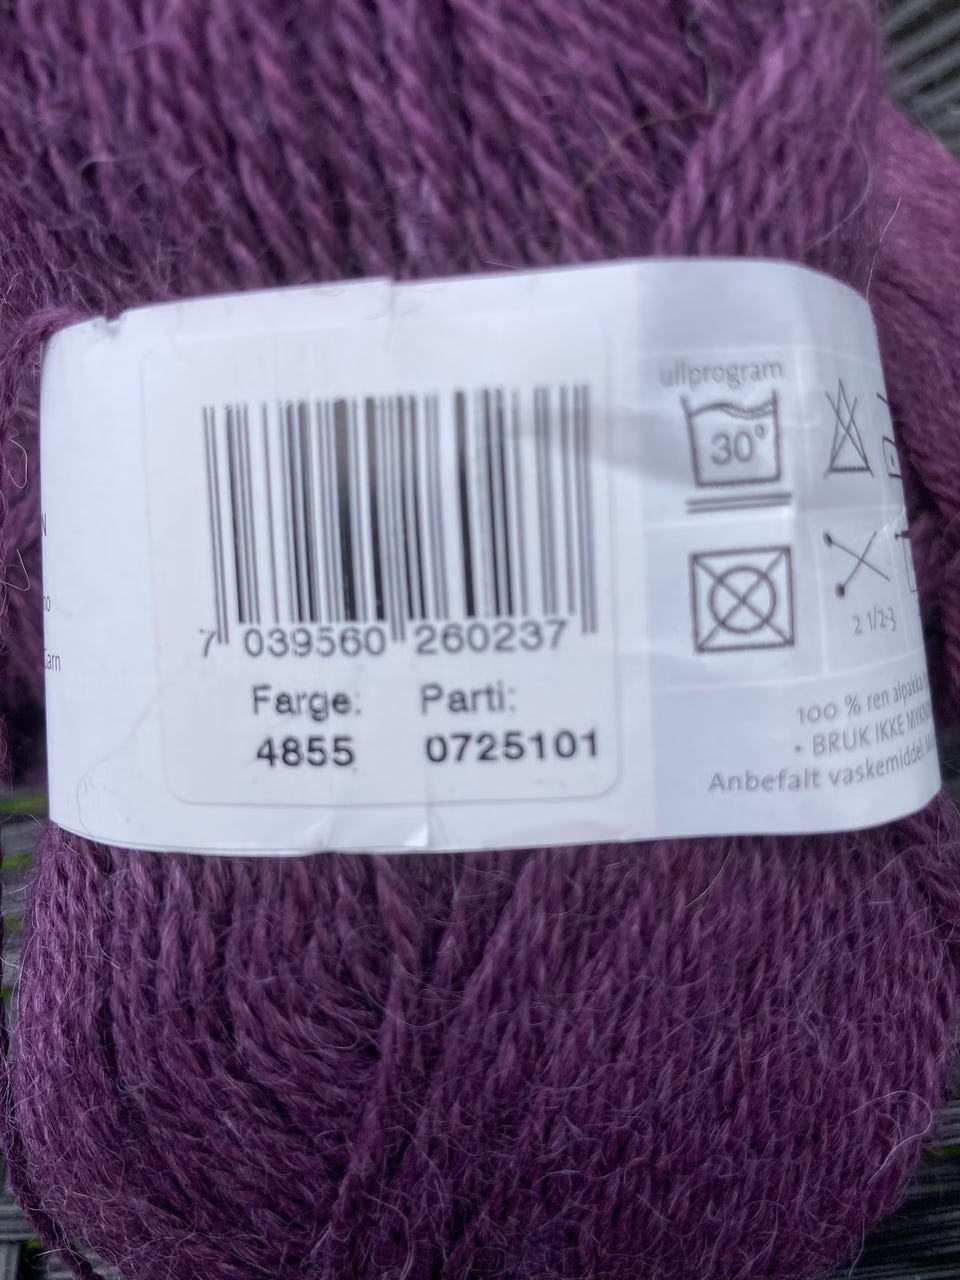 ullprogram
30°
7 039560 260237
2 1/2-3
Farge: Parti:
4855 0725101
100 % ren alpakka
• BRUK IKKE
Anbefalt vaskemiddel